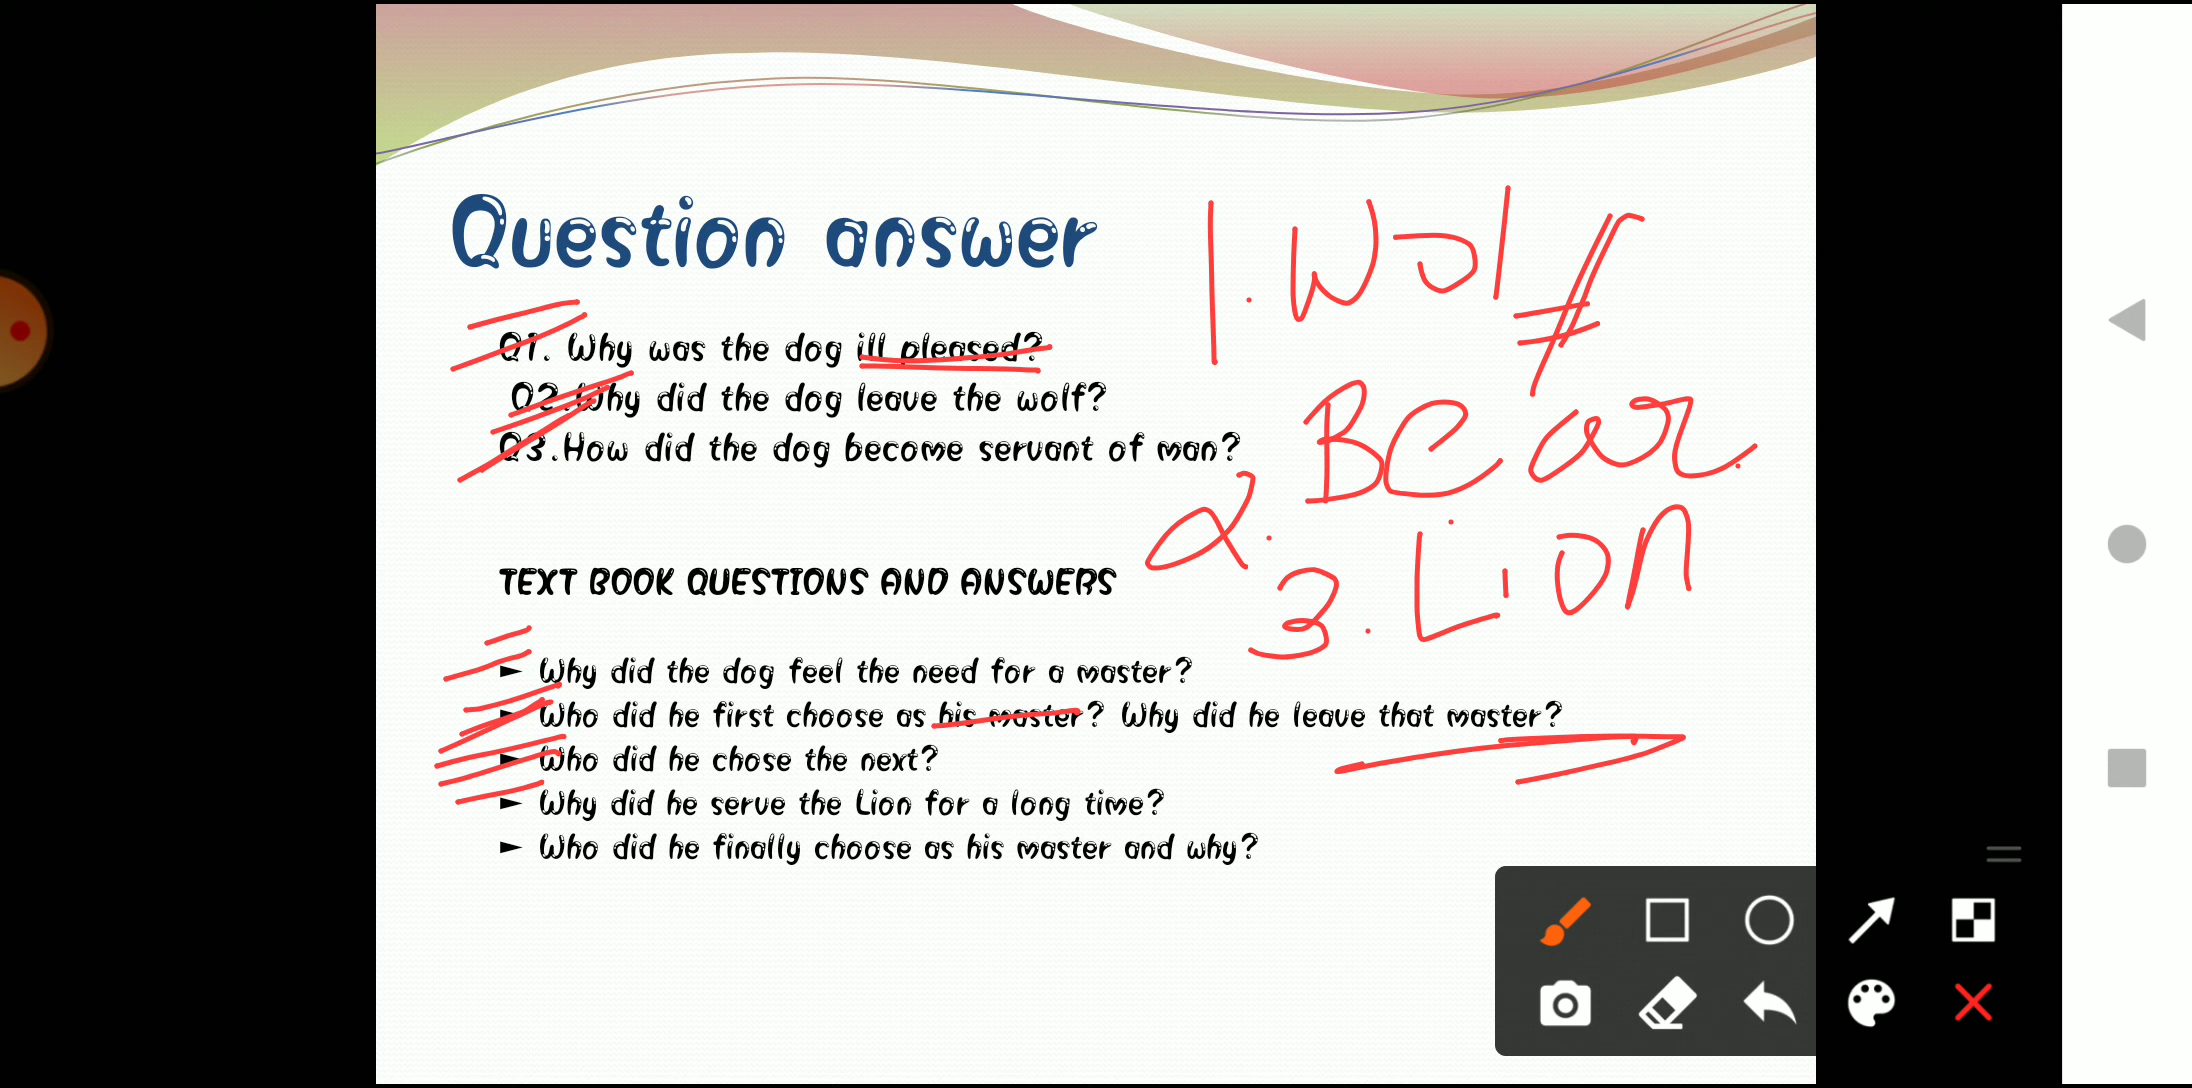 Question answer
1. Wolf
Q1. Why was the dog ill pleased?
Q2.Why did the dog leave the wolf?
Q3.How did the dog become servant of man?
2. Bear
3. Lion
TEXT BOOK QUESTIONS AND ANSWERS
► Why did the dog feel the need for a master?
► Who did he first choose as his master? Why did he leave that master?
► Who did he chose the next?
► Why did he serve the Lion for a long time?
► Who did he finally choose as his master and why?